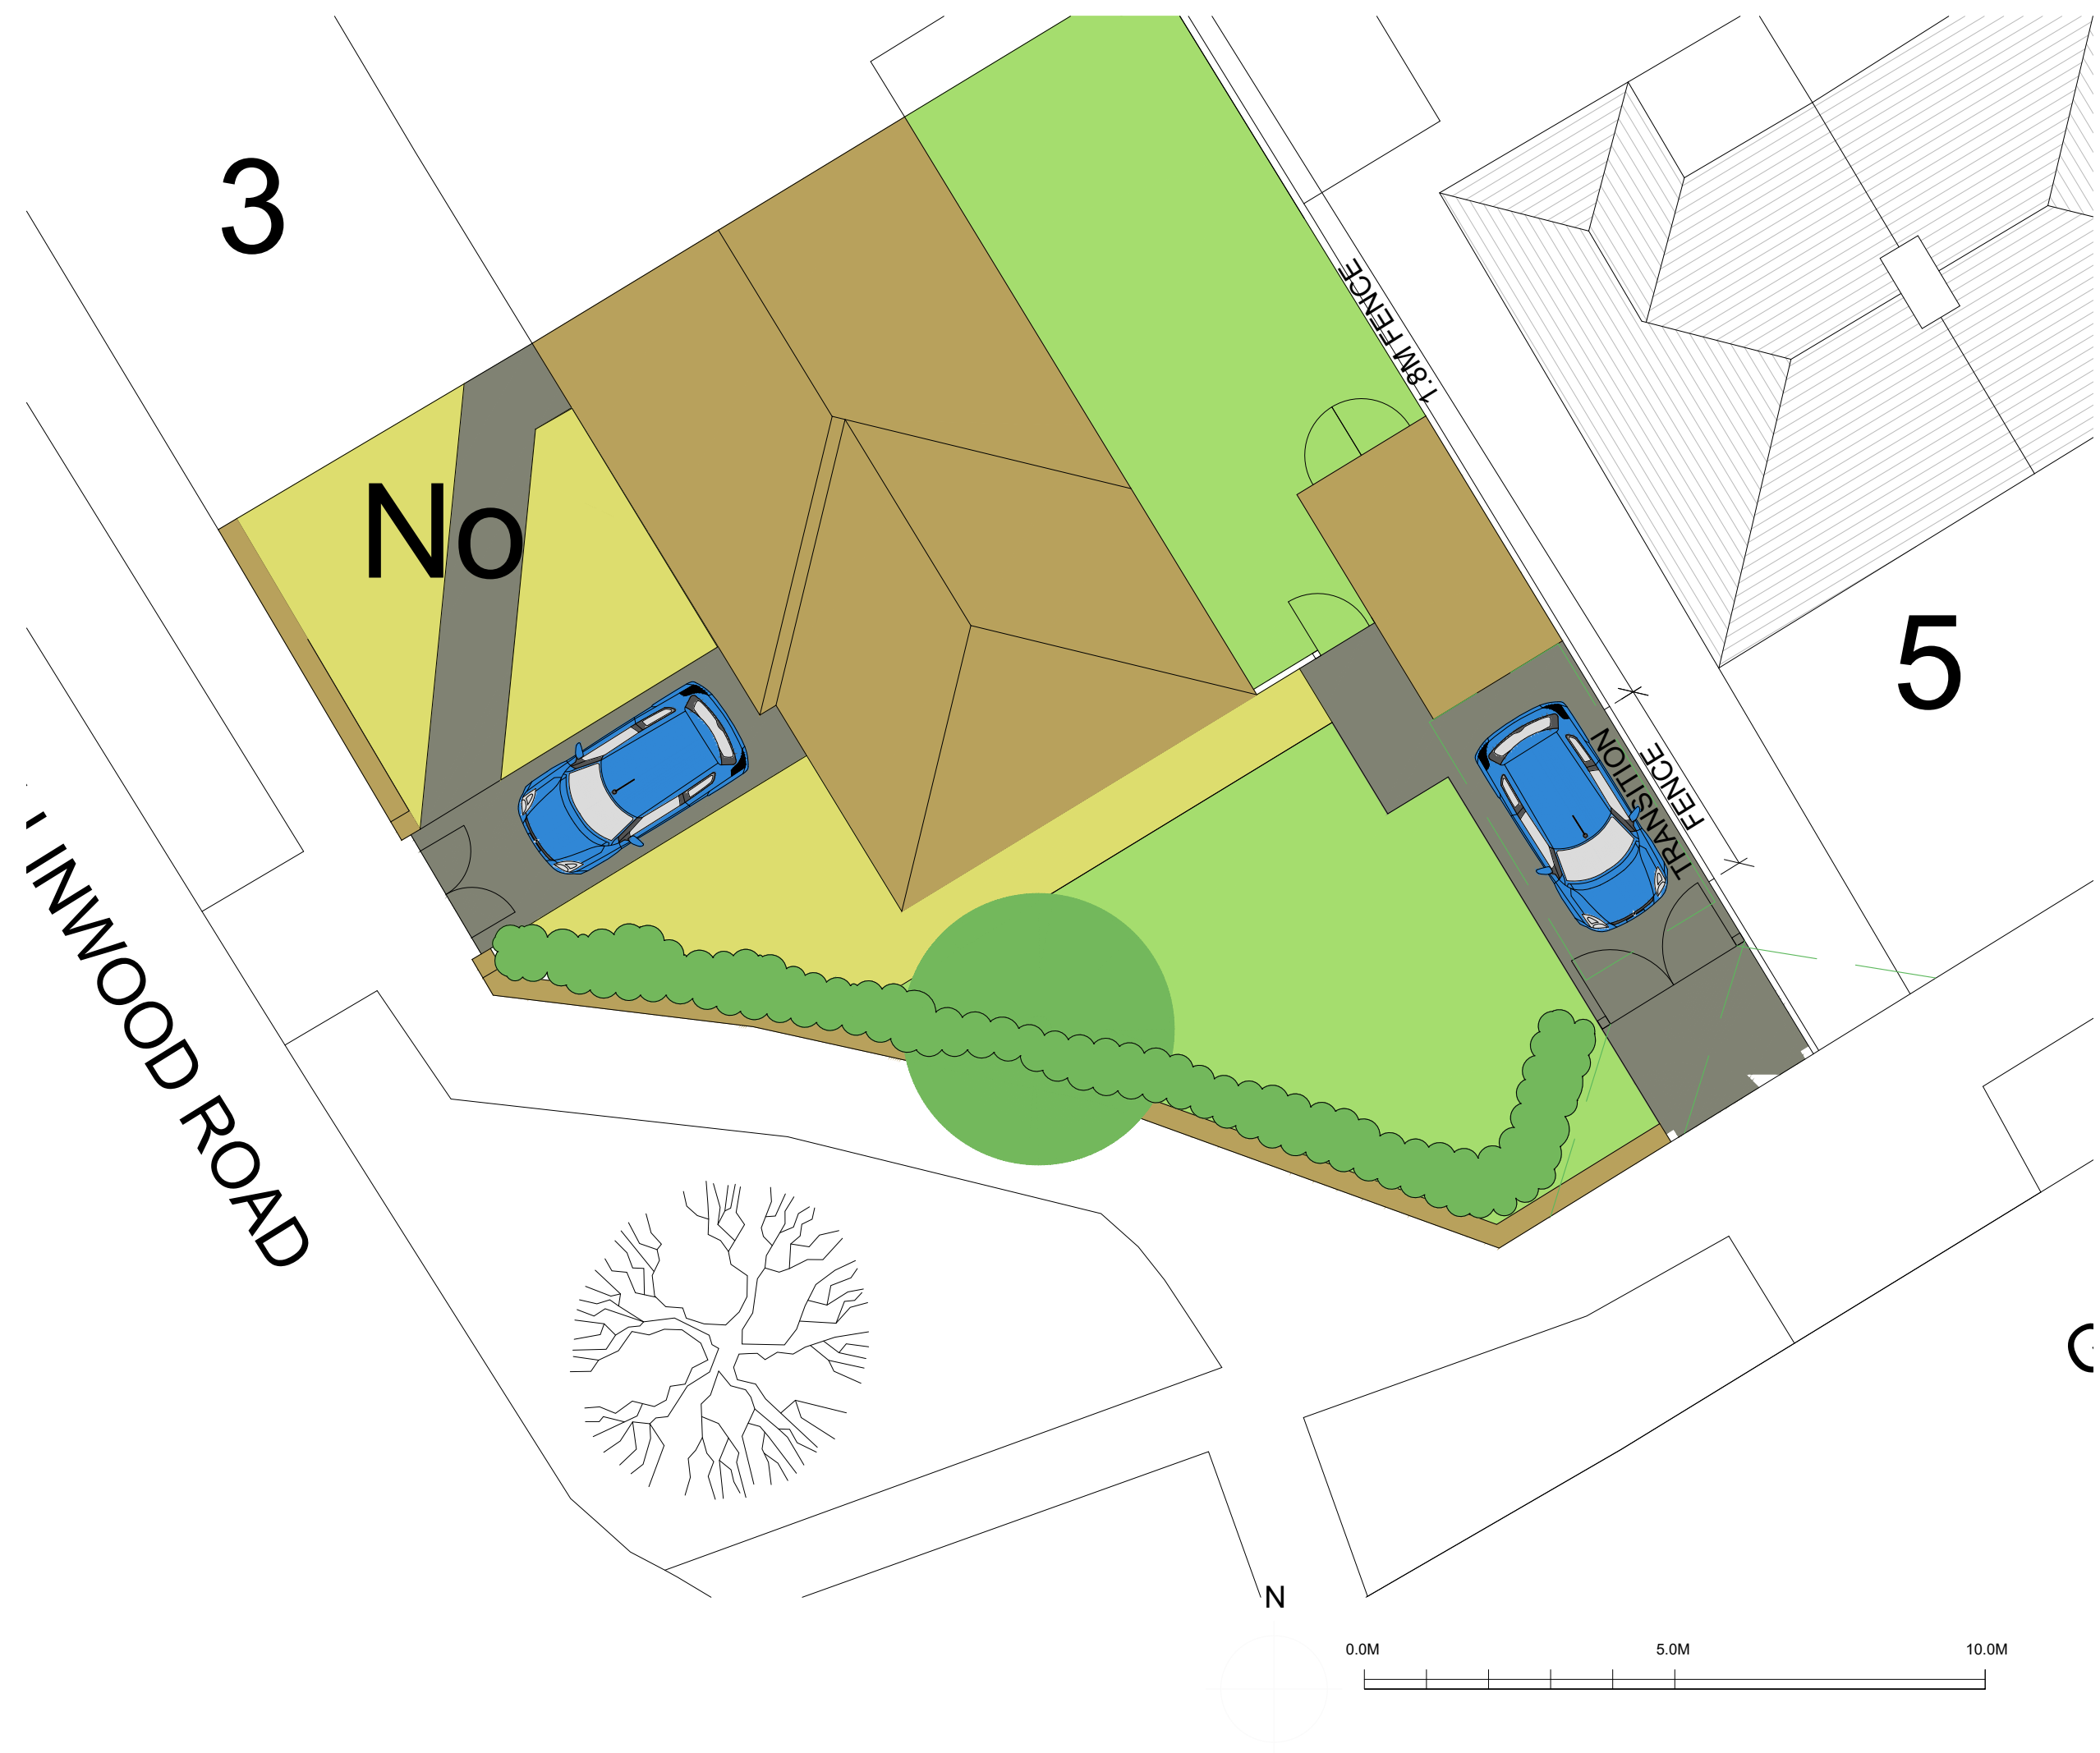 3
No
1.8M FENCE
5
TRANSITION
FENCE
INWOOD ROAD
N
0.0M 5.0M 10.0M